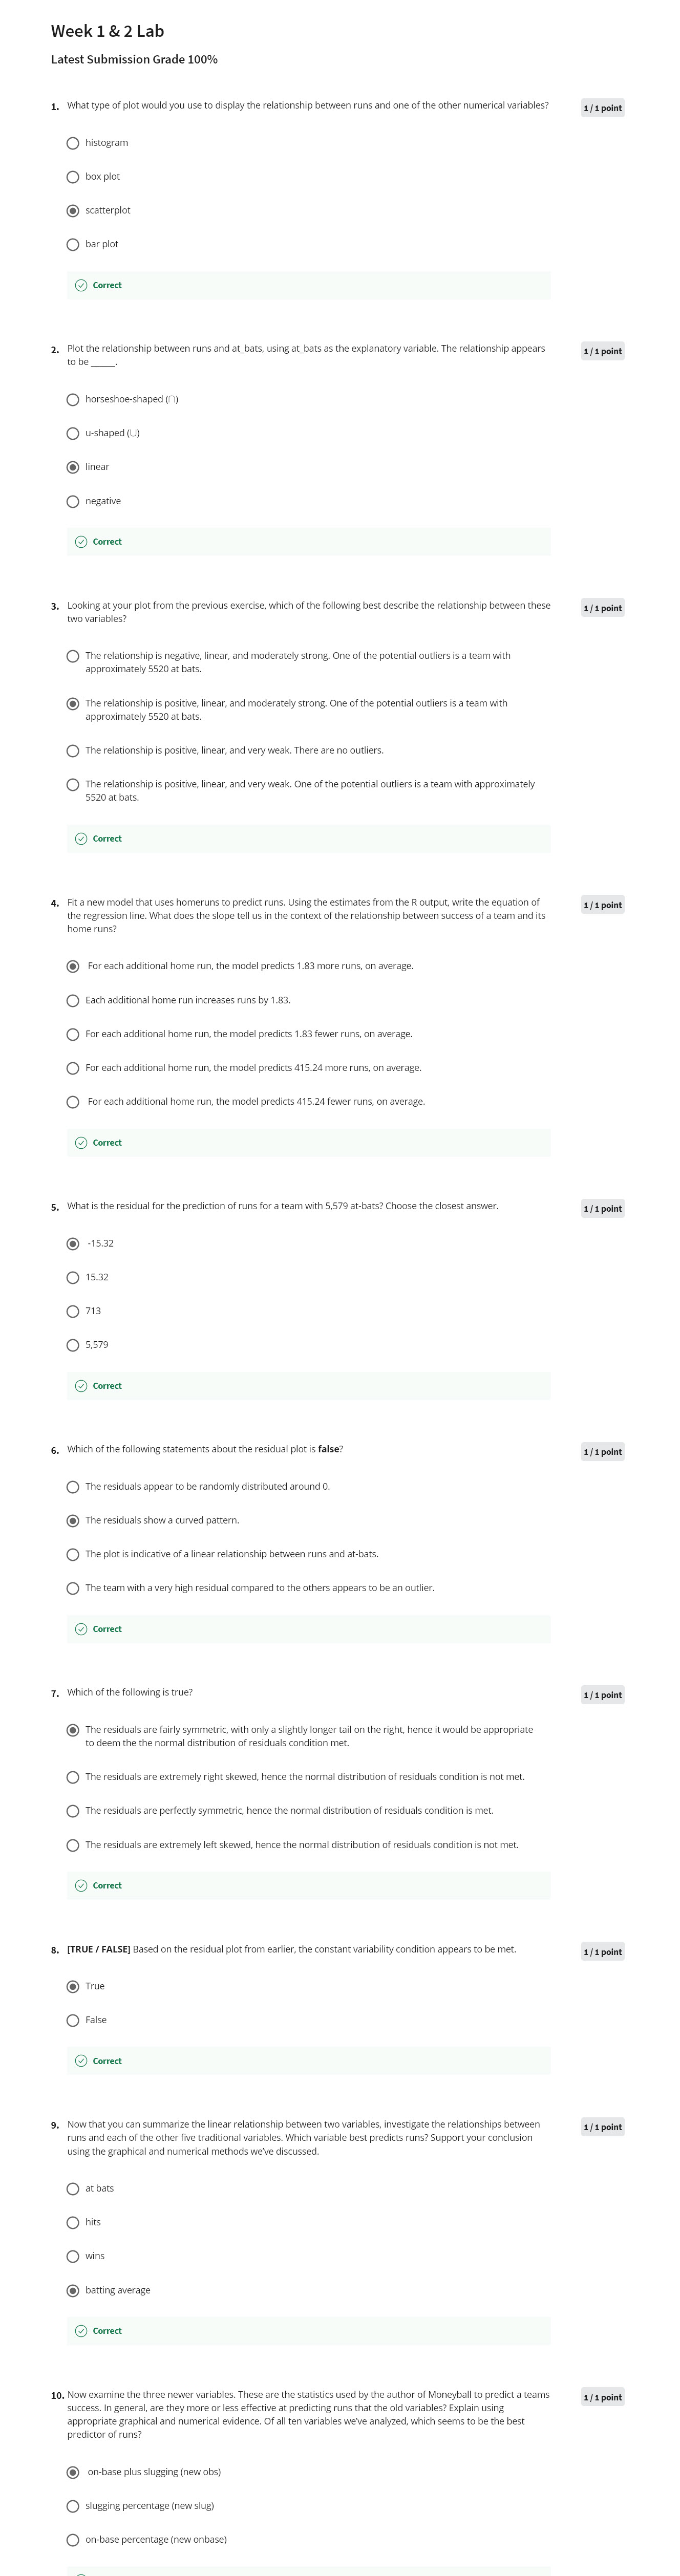 Week 1 & 2 Lab
Latest Submission Grade 100%
1. What type of plot would you use to display the relationship between runs and one of the other numerical variables?
1 / 1 point
histogram
box plot
scatterplot
bar plot
Correct
2. Plot the relationship between runs and at_bats, using at_bats as the explanatory variable. The relationship appears
to be _____.
1 / 1 point
horseshoe-shaped (∩)
u-shaped (∪)
linear
negative
Correct
3. Looking at your plot from the previous exercise, which of the following best describe the relationship between these
two variables?
1 / 1 point
The relationship is negative, linear, and moderately strong. One of the potential outliers is a team with
approximately 5520 at bats.
The relationship is positive, linear, and moderately strong. One of the potential outliers is a team with
approximately 5520 at bats.
The relationship is positive, linear, and very weak. There are no outliers.
The relationship is positive, linear, and very weak. One of the potential outliers is a team with approximately
5520 at bats.
Correct
4. Fit a new model that uses homeruns to predict runs. Using the estimates from the R output, write the equation of
the regression line. What does the slope tell us in the context of the relationship between success of a team and its
home runs?
1 / 1 point
For each additional home run, the model predicts 1.83 more runs, on average.
Each additional home run increases runs by 1.83.
For each additional home run, the model predicts 1.83 fewer runs, on average.
For each additional home run, the model predicts 415.24 more runs, on average.
For each additional home run, the model predicts 415.24 fewer runs, on average.
Correct
5. What is the residual for the prediction of runs for a team with 5,579 at-bats? Choose the closest answer.
1 / 1 point
-15.32
15.32
713
5,579
Correct
6. Which of the following statements about the residual plot is false?
1 / 1 point
The residuals appear to be randomly distributed around 0.
The residuals show a curved pattern.
The plot is indicative of a linear relationship between runs and at-bats.
The team with a very high residual compared to the others appears to be an outlier.
Correct
7. Which of the following is true?
1 / 1 point
The residuals are fairly symmetric, with only a slightly longer tail on the right, hence it would be appropriate
to deem the the normal distribution of residuals condition met.
The residuals are extremely right skewed, hence the normal distribution of residuals condition is not met.
The residuals are perfectly symmetric, hence the normal distribution of residuals condition is met.
The residuals are extremely left skewed, hence the normal distribution of residuals condition is not met.
Correct
8. [TRUE / FALSE] Based on the residual plot from earlier, the constant variability condition appears to be met.
1 / 1 point
True
False
Correct
9. Now that you can summarize the linear relationship between two variables, investigate the relationships between
runs and each of the other five traditional variables. Which variable best predicts runs? Support your conclusion
using the graphical and numerical methods we've discussed.
1 / 1 point
at bats
hits
wins
batting average
Correct
10. Now examine the three newer variables. These are the statistics used by the author of Moneyball to predict a teams
success. In general, are they more or less effective at predicting runs that the old variables? Explain using
appropriate graphical and numerical evidence. Of all ten variables we've analyzed, which seems to be the best
predictor of runs?
1 / 1 point
on-base plus slugging (new obs)
slugging percentage (new slug)
on-base percentage (new onbase)